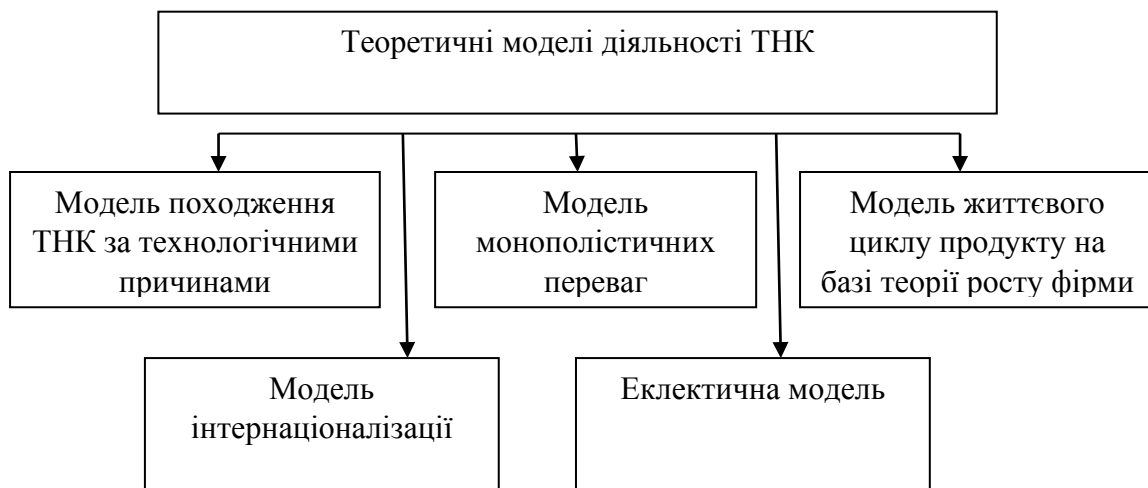 Теоретичні моделі діяльності ТНК
Модель походження
ТНК за технологічними
причинами
Модель
монополістичних
переваг
Модель життєвого
циклу продукту на
базі теорії росту фірми
Модель
інтернаціоналізації
Еклектична модель